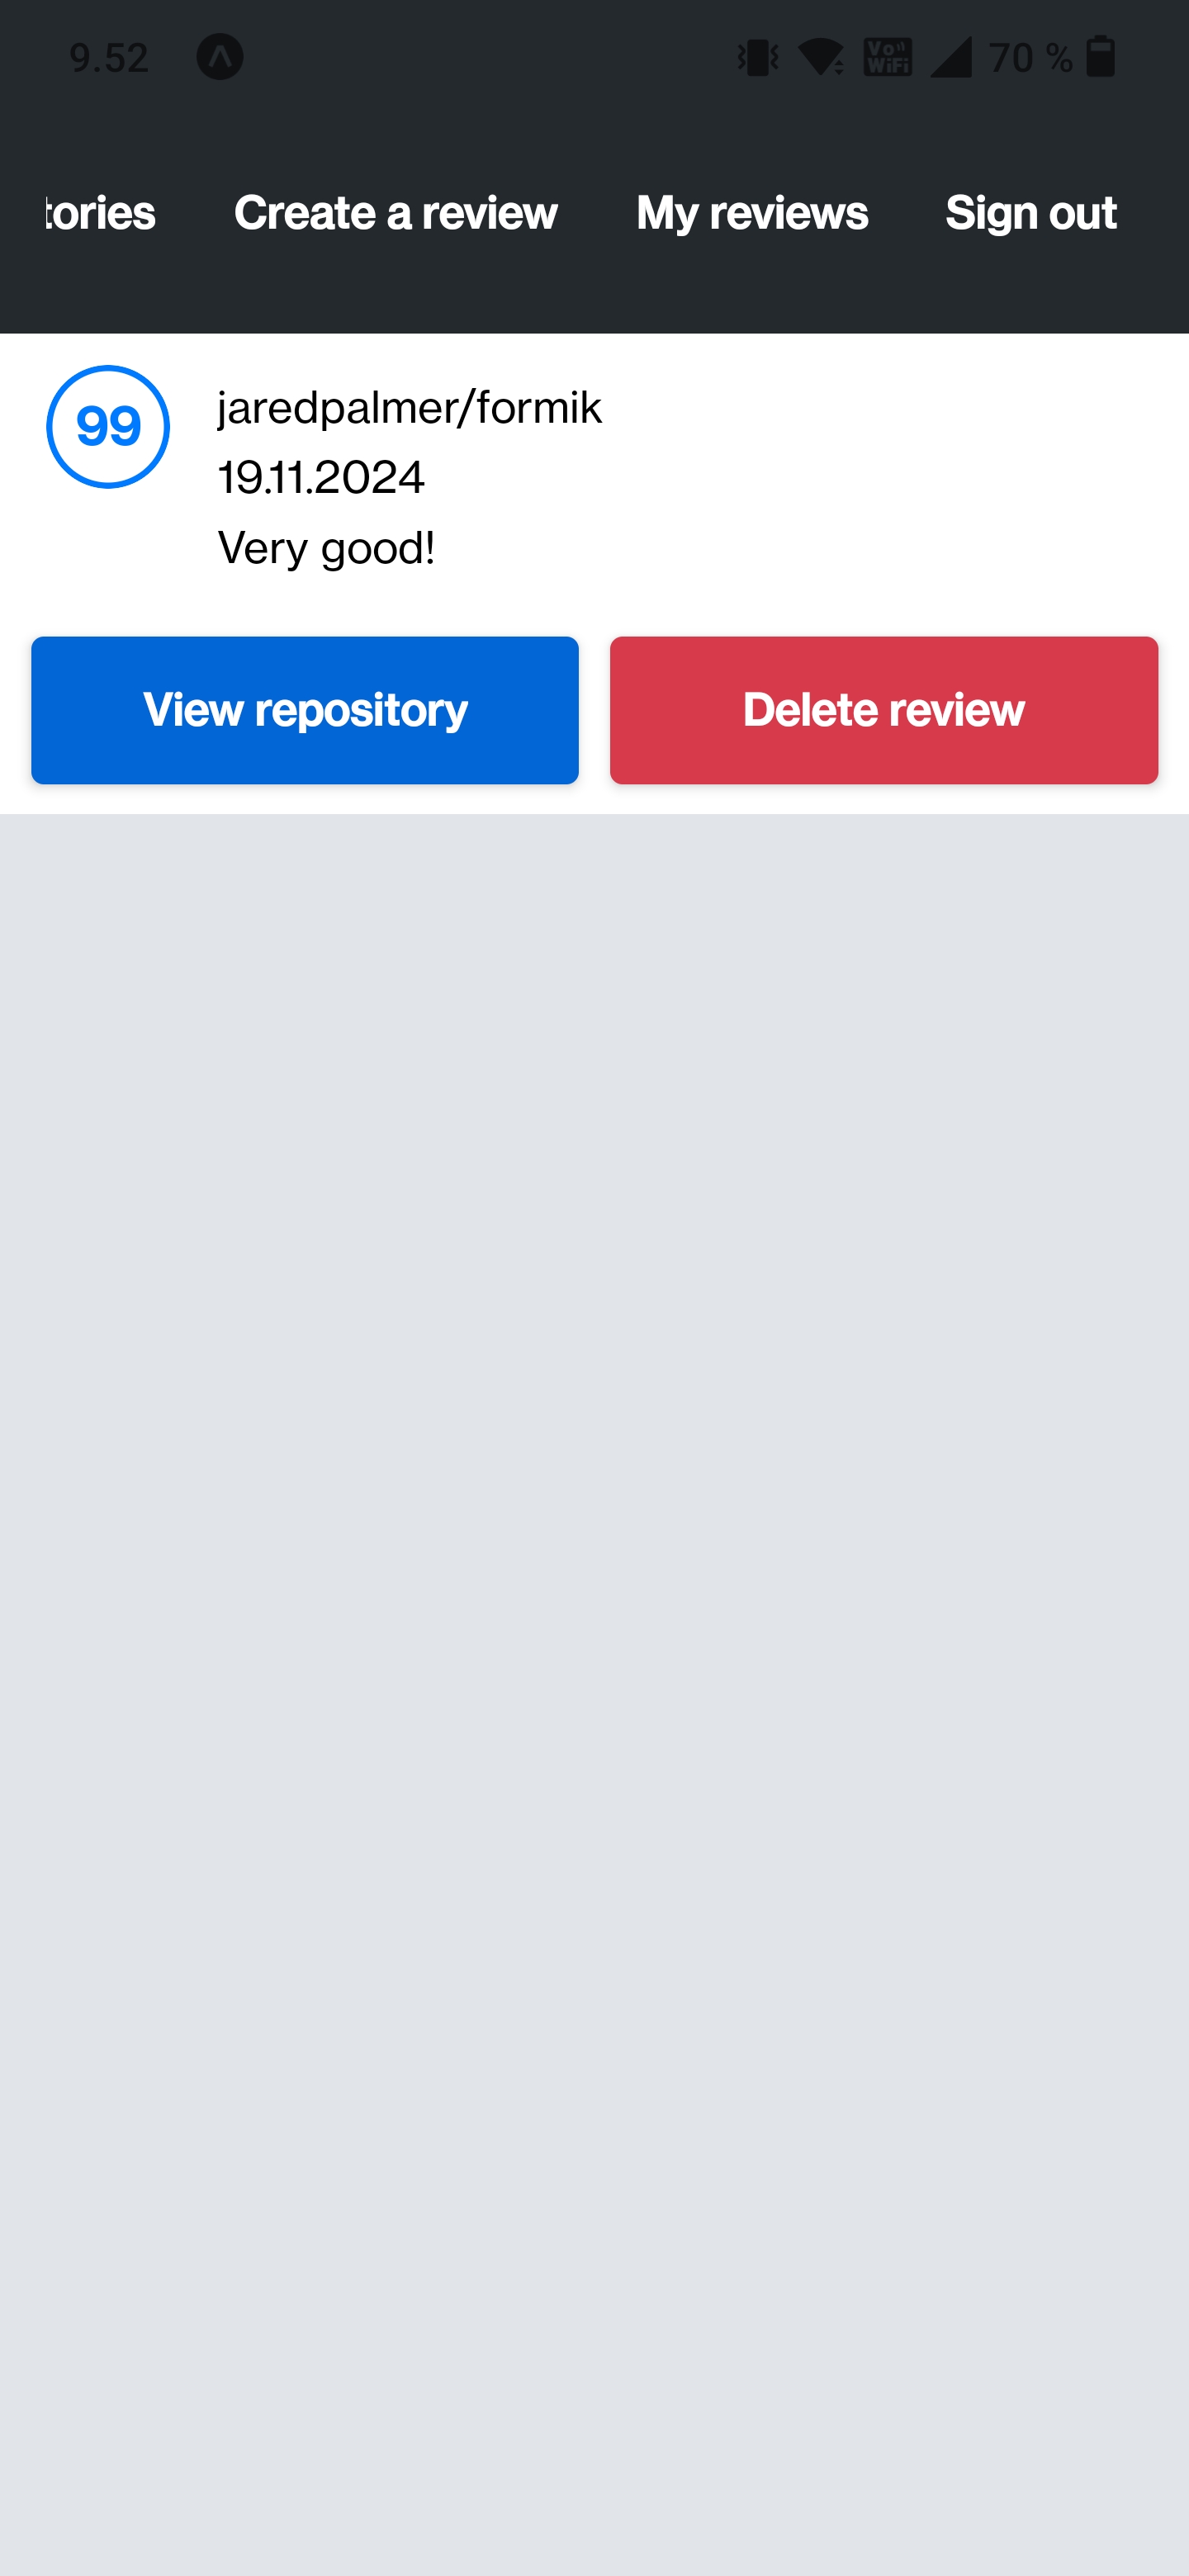 9.52 70 %
Vo
WiFi
tories Create a review My reviews Sign out
99
jaredpalmer/formik
19.11.2024
Very good!
View repository Delete review